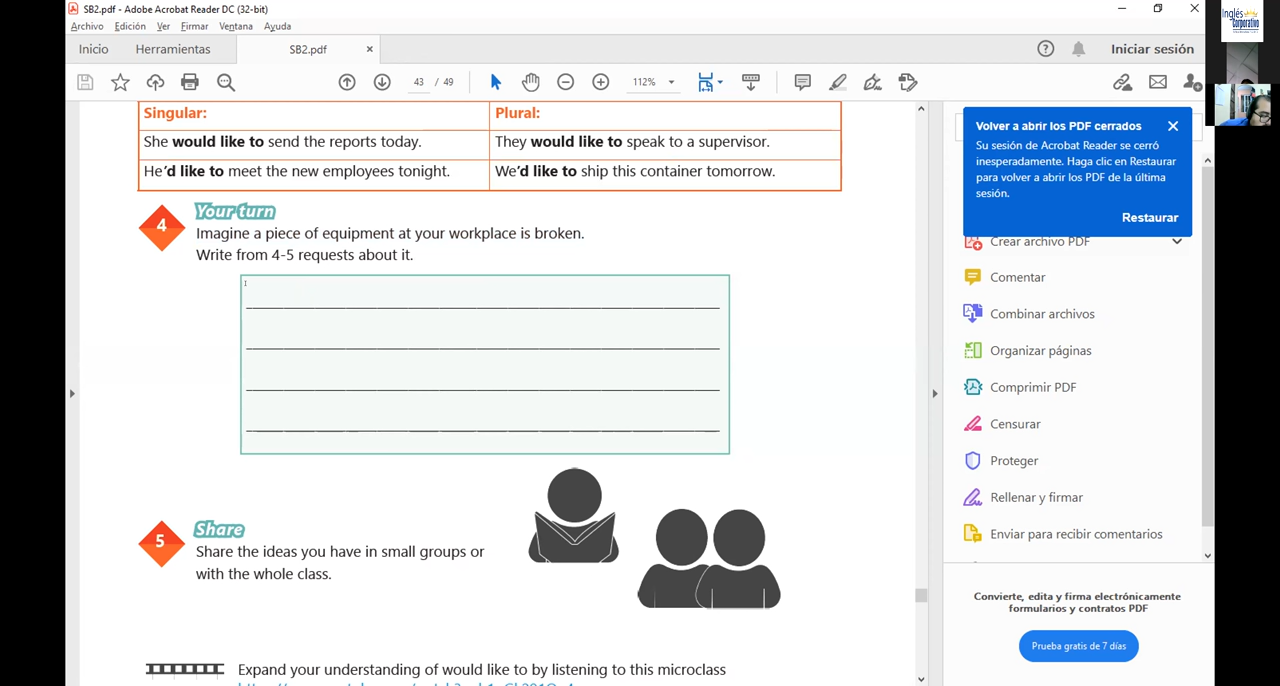 SB2.pdf - Adobe Acrobat Reader DC (32-bit)
Archivo Edición Ver Firmar Ventana Ayuda
Inicio Herramientas SB2.pdf Iniciar sesión
43 / 49 112%
Singular: Plural:
She would like to send the reports today. They would like to speak to a supervisor.
He'd like to meet the new employees tonight. We'd like to ship this container tomorrow.
4 Your turn
Imagine a piece of equipment at your workplace is broken.
Write from 4-5 requests about it.
5 Share
Share the ideas you have in small groups or
with the whole class.
Expand your understanding of would like to by listening to this microclass
Volver a abrir los PDF cerrados
Su sesión de Acrobat Reader se cerró
inesperadamente. Haga clic en Restaurar
para volver a abrir los PDF de la última
sesión.
Restaurar
Crear archivo PDF
Comentar
Combinar archivos
Organizar páginas
Comprimir PDF
Censurar
Proteger
Rellenar y firmar
Enviar para recibir comentarios
Convierte, edita y firma electrónicamente
formularios y contratos PDF
Prueba gratis de 7 días
Inglés
Corporativo